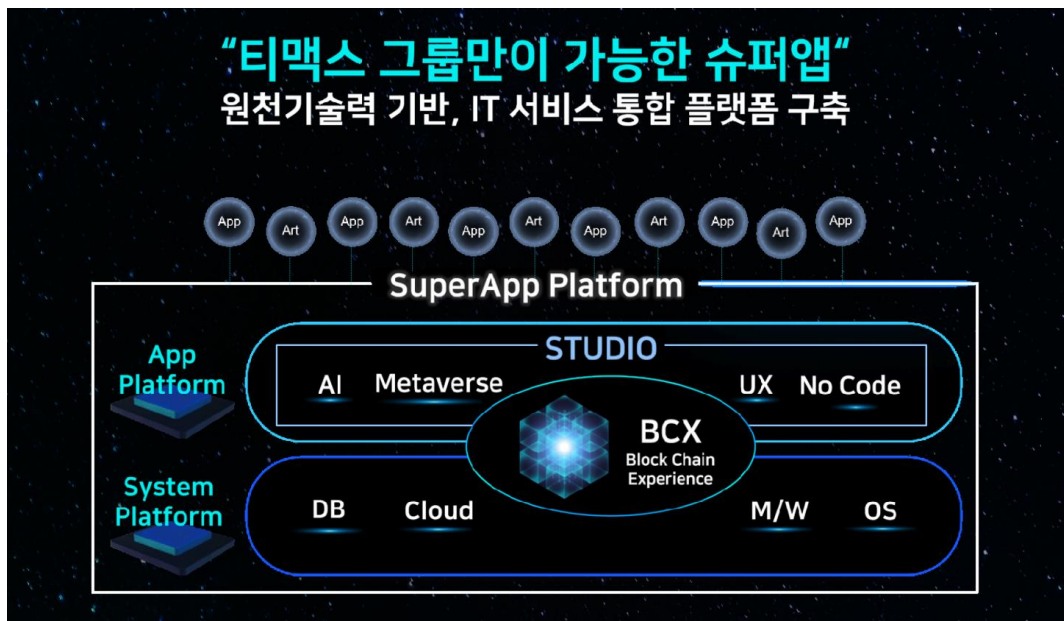 “티맥스 그룹만이 가능한 슈퍼앱“
원천기술력 기반, IT 서비스 통합 플랫폼 구축
App Art App Art App Art App Art App Art App
SuperApp Platform
App
Platform
STUDIO
AI Metaverse UX No Code
BCX
Block Chain
Experience
System
Platform
DB Cloud M/W OS